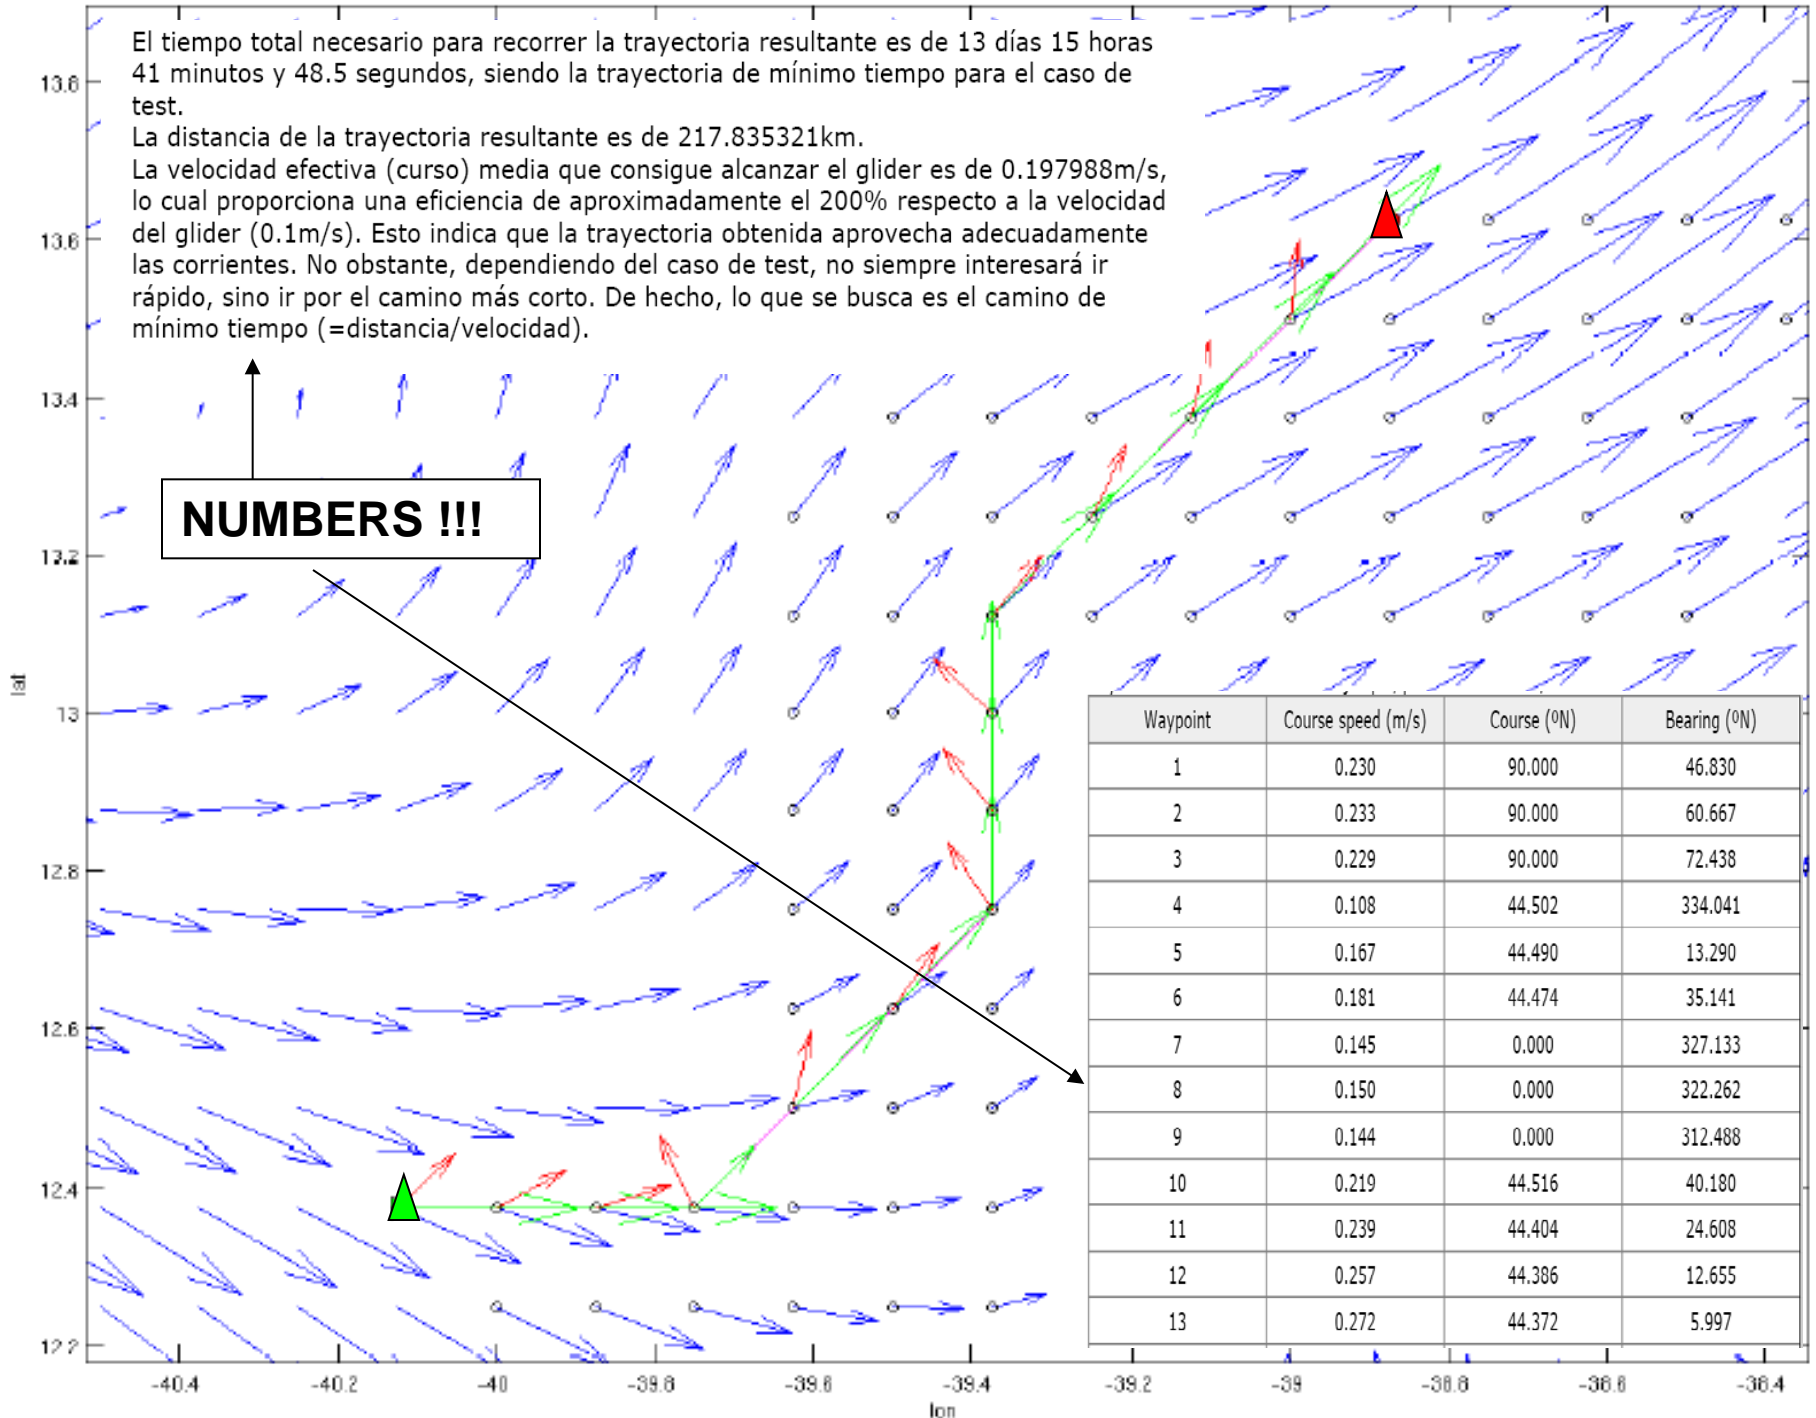 El tiempo total necesario para recorrer la trayectoria resultante es de 13 días 15 horas
41 minutos y 48.5 segundos, siendo la trayectoria de mínimo tiempo para el caso de
test.
La distancia de la trayectoria resultante es de 217.835321km.
La velocidad efectiva (curso) media que consigue alcanzar el glider es de 0.197988m/s,
lo cual proporciona una eficiencia de aproximadamente el 200% respecto a la velocidad
del glider (0.1m/s). Esto indica que la trayectoria obtenida aprovecha adecuadamente
las corrientes. No obstante, dependiendo del caso de test, no siempre interesará ir
rápido, sino ir por el camino más corto. De hecho, lo que se busca es el camino de
mínimo tiempo (=distancia/velocidad).
NUMBERS !!!
13.8
13.6
13.4
13.2
13
12.8
12.6
12.4
12.2
lat
Waypoint Course speed (m/s) Course (ºN) Bearing (ºN)
1 0.230 90.000 46.830
2 0.233 90.000 60.667
3 0.229 90.000 72.438
4 0.108 44.502 334.041
5 0.167 44.490 13.290
6 0.181 44.474 35.141
7 0.145 0.000 327.133
8 0.150 0.000 322.262
9 0.144 0.000 312.488
10 0.219 44.516 40.180
11 0.239 44.404 24.608
12 0.257 44.386 12.655
13 0.272 44.372 5.997
-40.4 -40.2 -40 -39.8 -39.6 -39.4 -39.2 -39 -38.8 -38.6 -38.4
lon